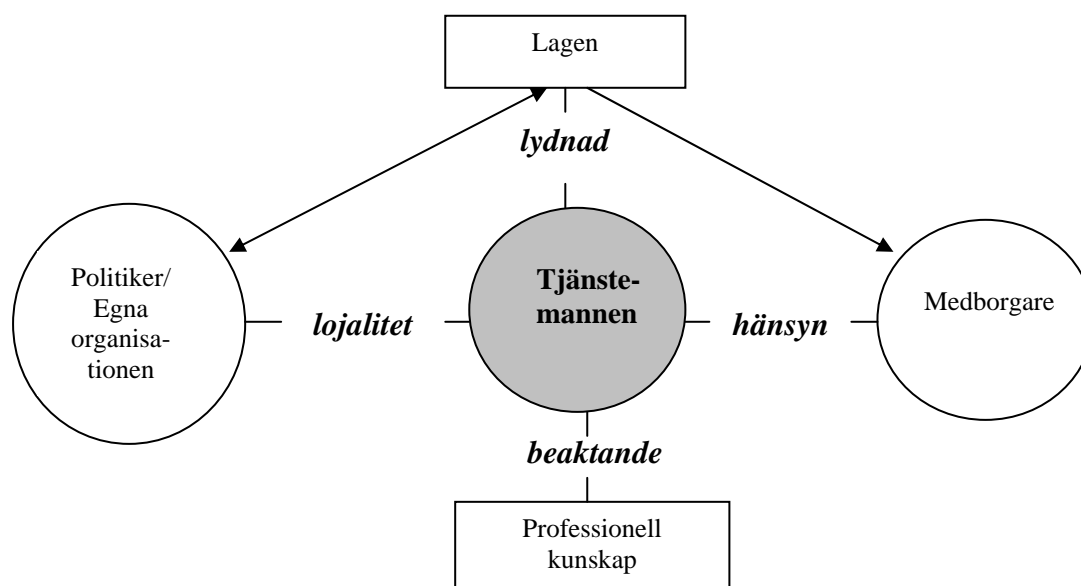 Lagen
lydnad
Politiker/
Egna
organisa-
tionen
lojalitet
Tjänste-
mannen
hänsyn
Medborgare
beaktande
Professionell
kunskap